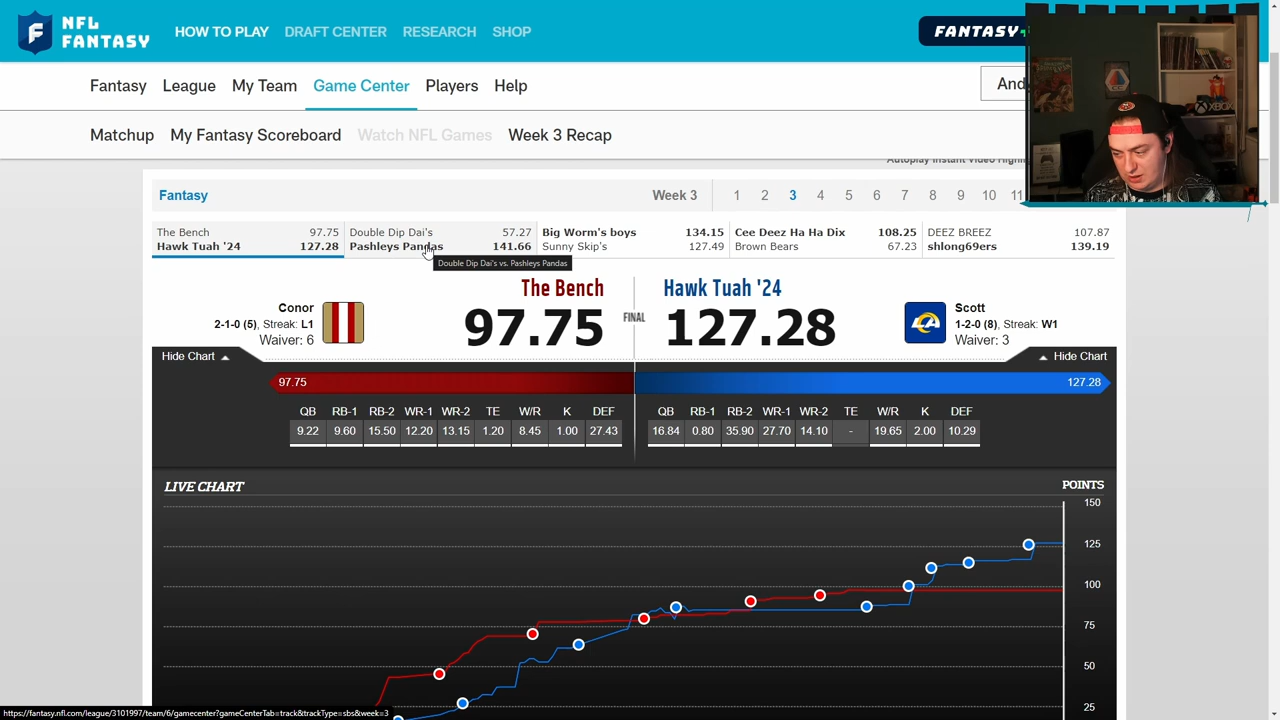 NFL
FANTASY
HOW TO PLAY DRAFT CENTER RESEARCH SHOP
FANTASY+
Fantasy League My Team Game Center Players Help
Matchup My Fantasy Scoreboard Watch NFL Games Week 3 Recap
Fantasy Week 3 1 2 3 4 5 6 7 8 9 10 11
The Bench 97.75 Double Dip Dai's 57.27 Big Worm's boys 134.15 Cee Deez Ha Ha Dix 108.25 DEEZ BREEZ 107.87
Hawk Tuah '24 127.28 Pashleys Pandas 141.66 Sunny Skip's 127.49 Brown Bears 67.23 shlong69ers 139.19
Double Dip Dai's vs. Pashleys Pandas
The Bench Hawk Tuah '24
Conor Scott
2-1-0 (5), Streak: L1 97.75 FINAL 127.28 1-2-0 (8), Streak: W1
Waiver: 6 Waiver: 3
Hide Chart Hide Chart
97.75 127.28
QB RB-1 RB-2 WR-1 WR-2 TE W/R K DEF QB RB-1 RB-2 WR-1 WR-2 TE W/R K DEF
9.22 9.60 15.50 12.20 13.15 1.20 8.45 1.00 27.43 16.84 0.80 35.90 27.70 14.10 - 19.65 2.00 10.29
LIVE CHART POINTS
150
125
100
75
50
25
https://fantasy.nfl.com/league/3101997/team/6/gamecenter?gameCenterTab=track&trackType=sbs&week=3
XBOX